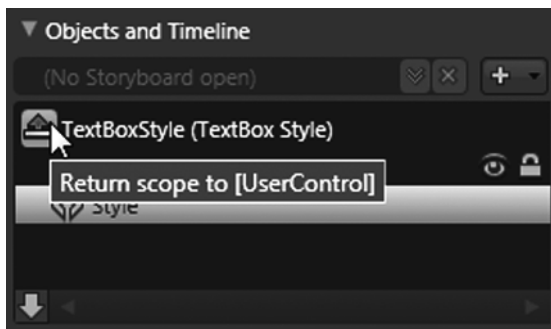 Objects and Timeline
(No Storyboard open)
TextBoxStyle (TextBox Style)
Return scope to [UserControl]
Style